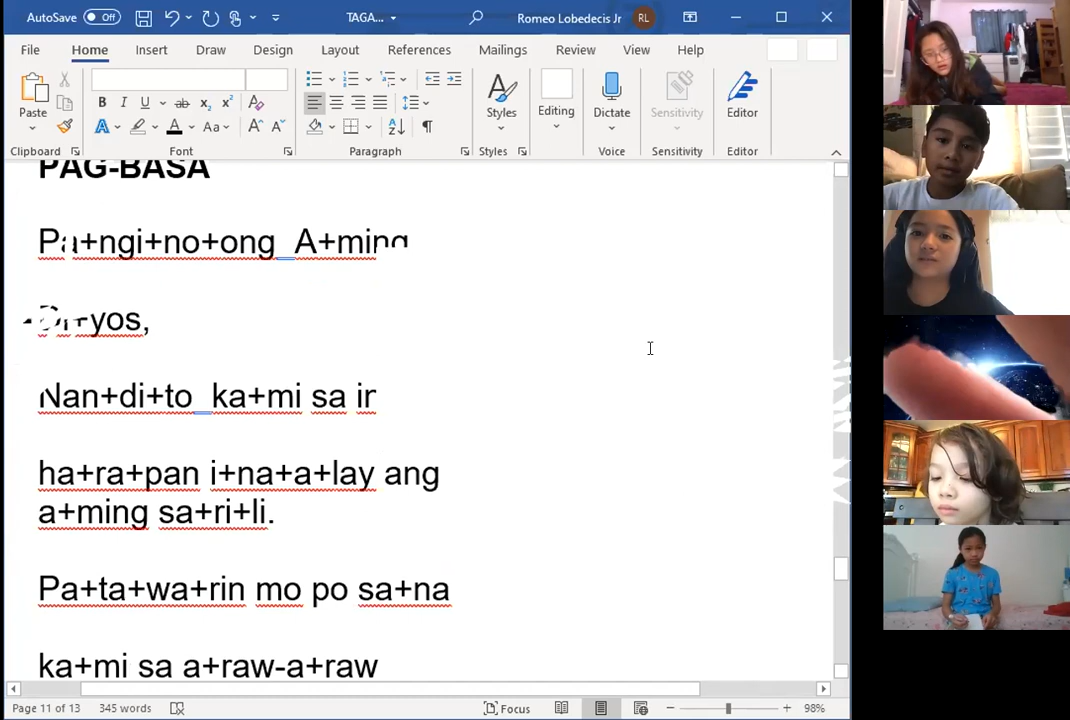 AutoSave Off TAGA... Romeo Lobedecis Jr RL
File Home Insert Draw Design Layout References Mailings Review View Help
Paste Styles Editing Dictate Sensitivity Editor
Clipboard Font Paragraph Styles Voice Sensitivity Editor
PAG-BASA
Pa+ngi+no+ong A+ming
Di+yos,
Nan+di+to ka+mi sa
ha+ra+pan i+na+a+lay ang
a+ming sa+ri+li.
Pa+ta+wa+rin mo po sa+na
ka+mi sa a+raw-a+raw
Page 11 of 13 345 words Focus 98%